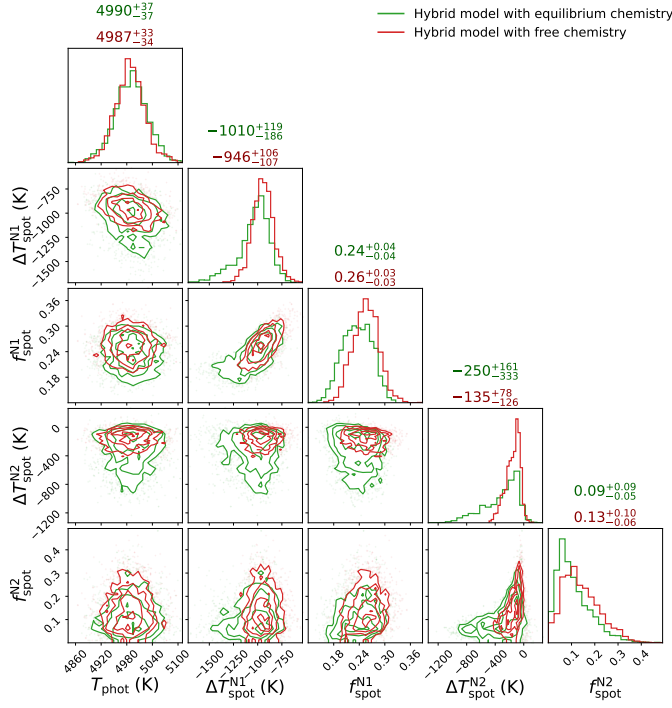 Hybrid model with equilibrium chemistry
Hybrid model with free chemistry
4990 +37 −37
4987 +33 −34
−1010 +119 −186
−946 +106 −107
0.24 +0.04 −0.04
0.26 +0.03 −0.03
−250 +161 −333
−135 +78 −126
0.09 +0.09 −0.05
0.13 +0.10 −0.06
ΔT N1 spot (K)
−750
−1000
−1250
−1500
f N1 spot
0.36
0.30
0.24
0.18
ΔT N2 spot (K)
0
−400
−800
−1200
f N2 spot
0.4
0.3
0.2
0.1
4860 4920 4980 5040 5100
−1500 −1250 −1000 −750
0.18 0.24 0.30 0.36
−1200 −800 −400 0
0.1 0.2 0.3 0.4
T phot (K)
ΔT N1 spot (K)
f N1 spot
ΔT N2 spot (K)
f N2 spot